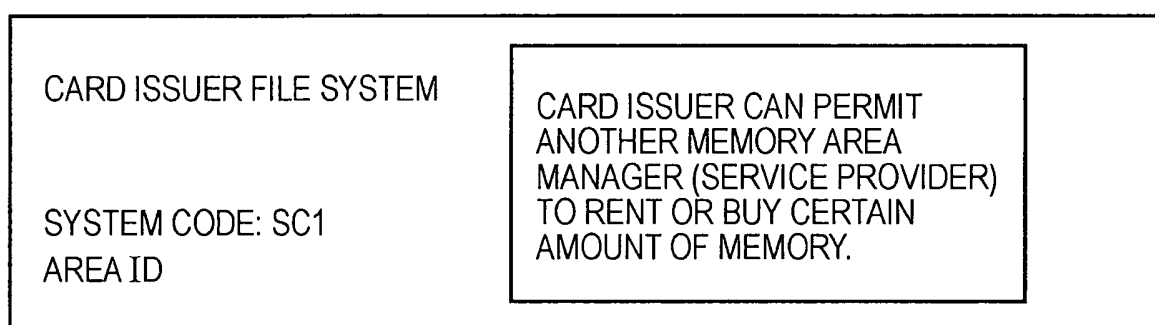 CARD ISSUER FILE SYSTEM
SYSTEM CODE: SC1
AREA ID
CARD ISSUER CAN PERMIT
ANOTHER MEMORY AREA
MANAGER (SERVICE PROVIDER)
TO RENT OR BUY CERTAIN
AMOUNT OF MEMORY.